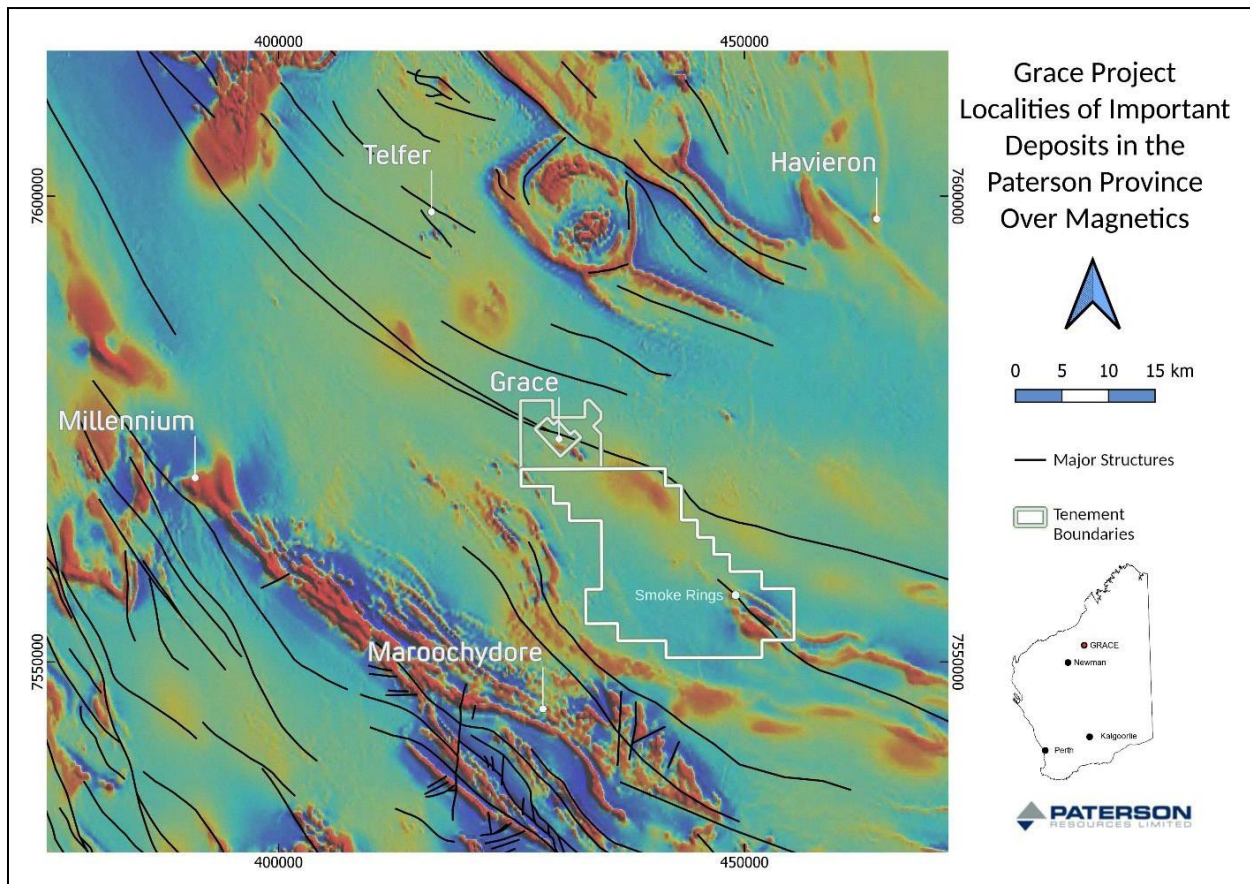 400000
450000
Telfer
Havieron
7600000
7600000
Grace
Millennium
Smoke Rings
Maroochydore
7550000
7550000
400000
450000
Grace Project
Localities of Important
Deposits in the
Paterson Province
Over Magnetics
0 5 10 15 km
Major Structures
Tenement
Boundaries
GRACE
Newman
Kalgoorlie
Perth
PATERSON
RESOURCES LIMITED